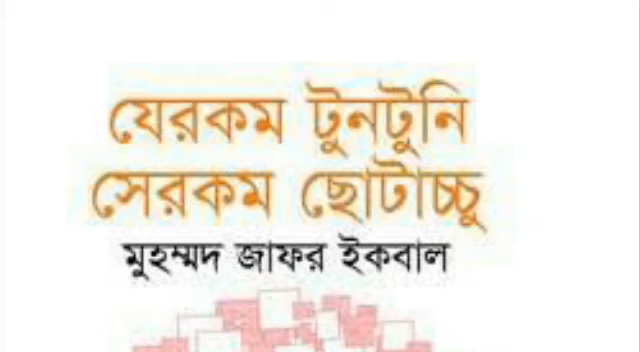 যেরকম টুনটুনি
সেরকম ছোটাচ্চু
মুহম্মদ জাফর ইকবাল